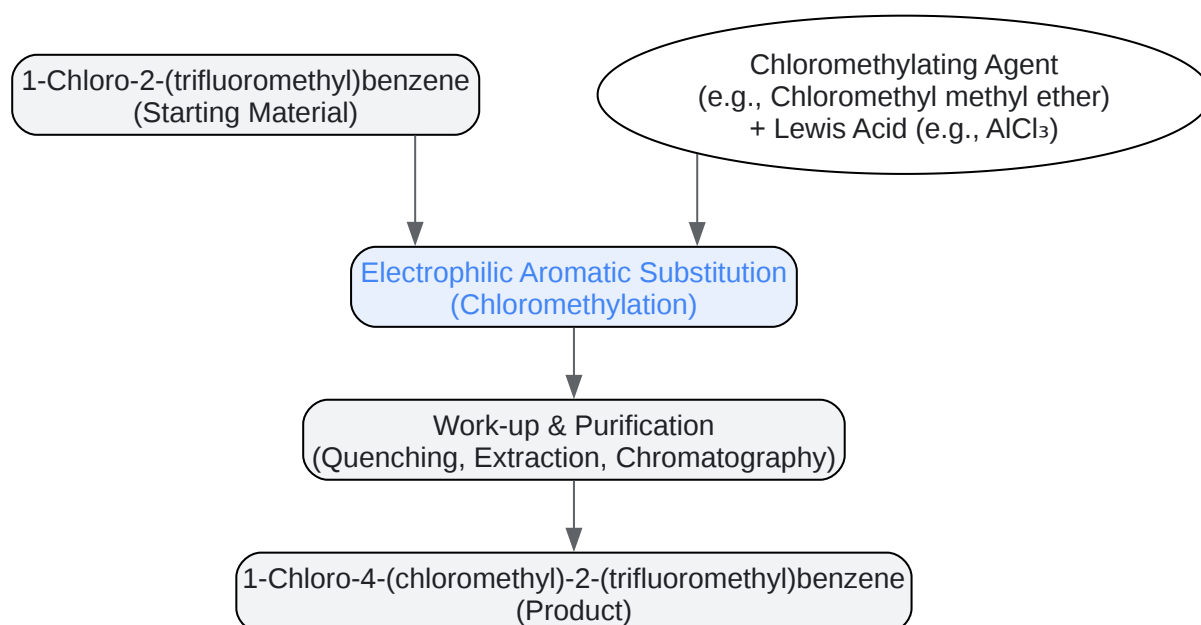 1-Chloro-2-(trifluoromethyl)benzene
(Starting Material)
Chloromethylating Agent
(e.g., Chloromethyl methyl ether)
+ Lewis Acid (e.g., AlCl₃)
Electrophilic Aromatic Substitution
(Chloromethylation)
Work-up & Purification
(Quenching, Extraction, Chromatography)
1-Chloro-4-(chloromethyl)-2-(trifluoromethyl)benzene
(Product)